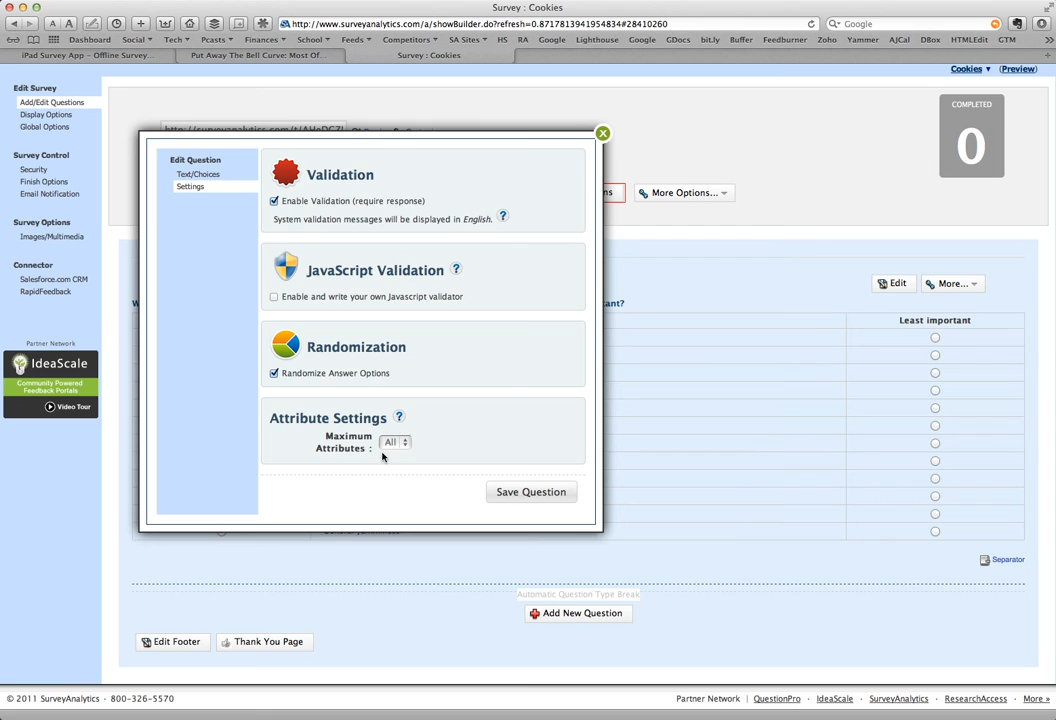 Survey : Cookies
http://www.surveyanalytics.com/a/showBuilder.do?refresh=0.8717813941954834#28410260
Google
Dashboard Social Tech Pcasts Finances School Feeds Competitors SA Sites HS RA Google Lighthouse Google GDocs bit.ly Buffer Feedburner Zoho Yammer AJCal DBox HTMLEdit GTM
iPad Survey App – Offline Survey...
Put Away The Bell Curve: Most Of...
Survey : Cookies
Cookies (Preview)
Edit Survey
Add/Edit Questions
Display Options
Global Options
Survey Control
Security
Finish Options
Email Notification
Survey Options
Images/Multimedia
Connector
Salesforce.com CRM
RapidFeedback
Partner Network
IdeaScale
Community Powered
Feedback Portals
Video Tour
COMPLETED
0
ns
More Options...
Edit Question
Text/Choices
Settings
Validation
Enable Validation (require response)
System validation messages will be displayed in English. ?
JavaScript Validation ?
Enable and write your own Javascript validator
Randomization
Randomize Answer Options
Attribute Settings ?
Maximum
Attributes : All
Save Question
Edit
More...
ant?
Least important
Separator
Automatic Question Type Break
Add New Question
Edit Footer
Thank You Page
© 2011 SurveyAnalytics - 800-326-5570
Partner Network | QuestionPro IdeaScale SurveyAnalytics ResearchAccess More »